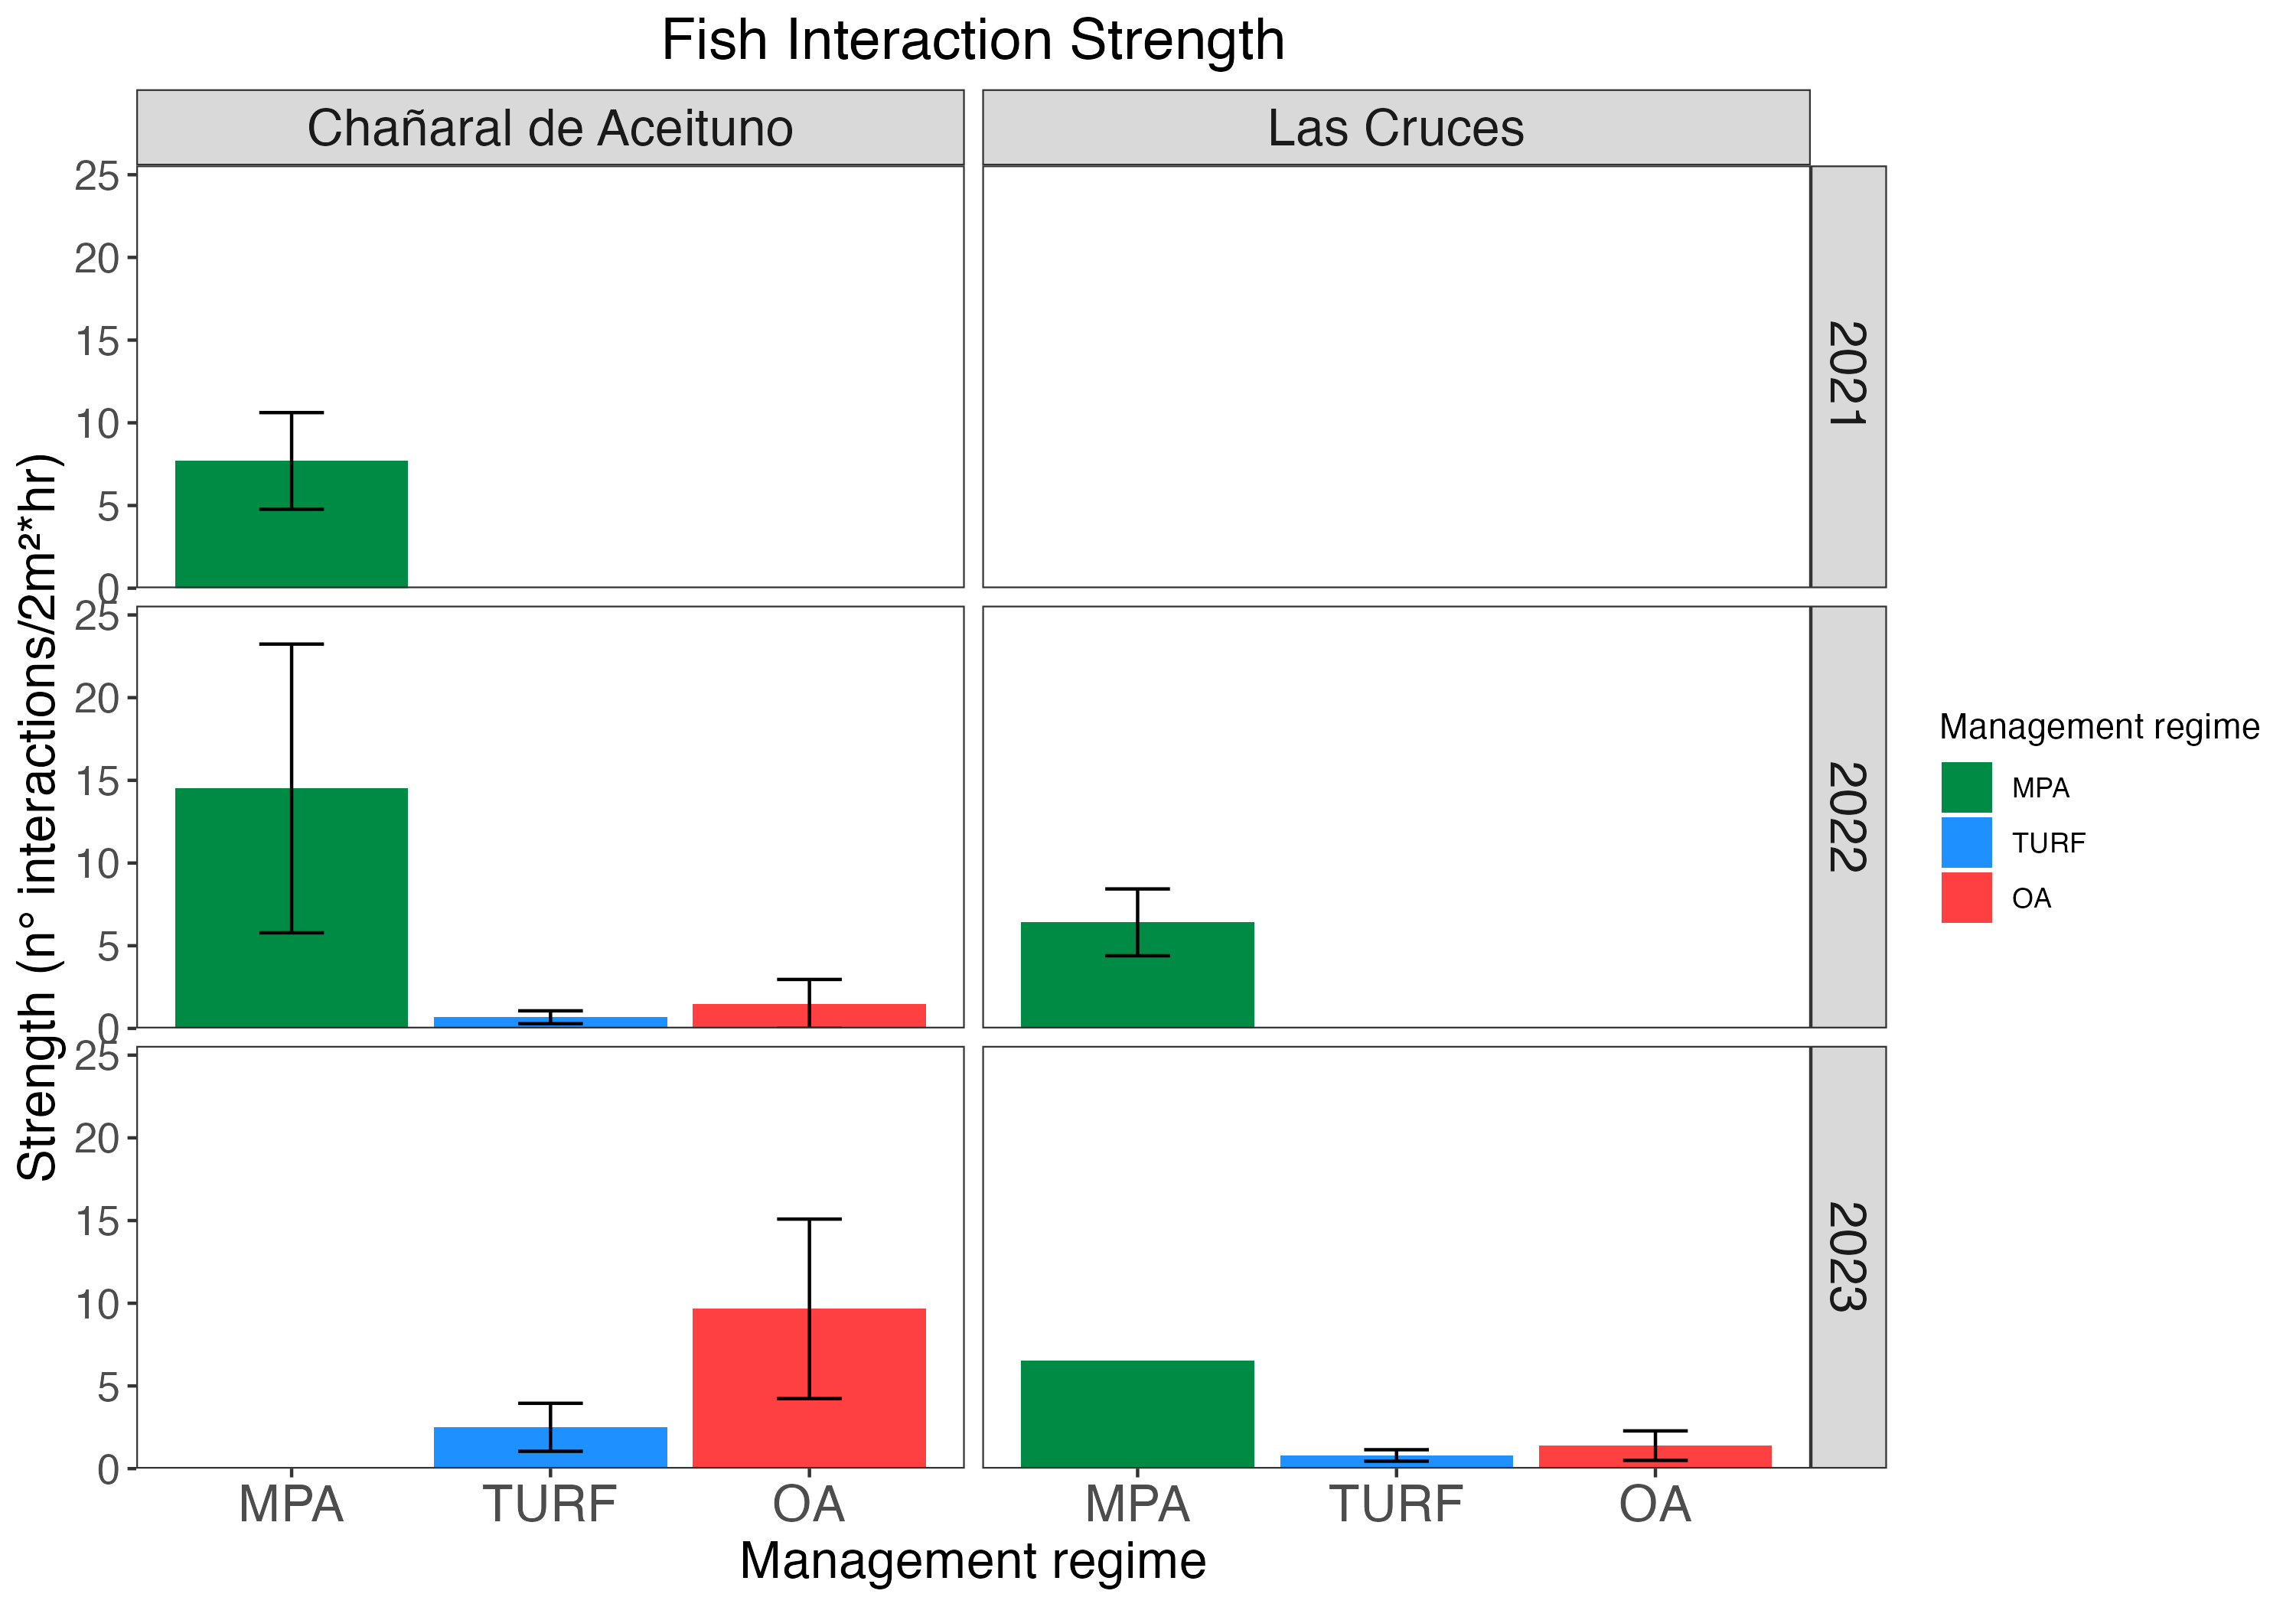 Fish Interaction Strength
Chañaral de Aceituno
Las Cruces
25
20
15
10
5
0
2021
25
20
15
10
5
0
2022
25
20
15
10
5
0
2023
Strength (n° interactions/2m²*hr)
MPA TURF OA
MPA TURF OA
Management regime
Management regime
MPA
TURF
OA